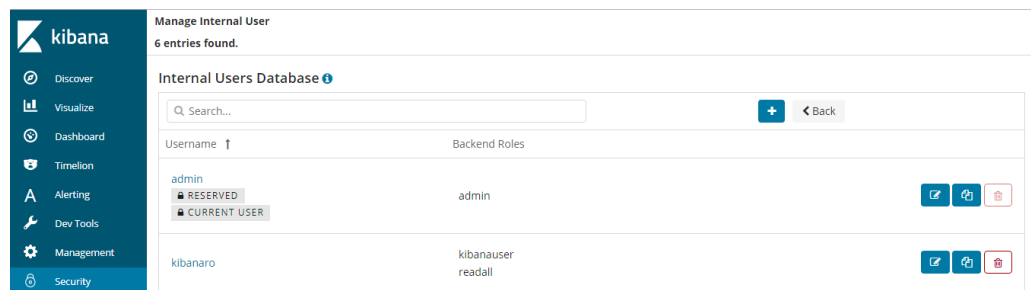 kibana
Discover
Visualize
Dashboard
Timelion
Alerting
Dev Tools
Management
Security
Manage Internal User
6 entries found.
Internal Users Database
Search...
Back
Username
Backend Roles
admin
RESERVED
CURRENT USER
admin
kibanaro
kibanauser
readall